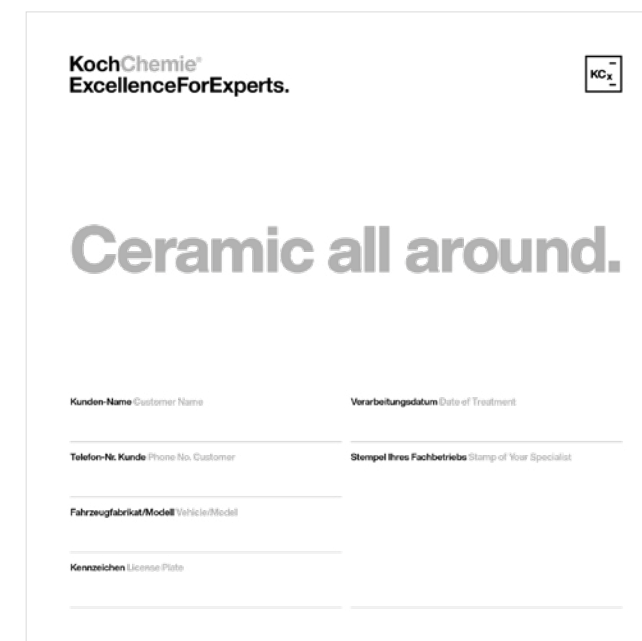 KochChemie®
ExcellenceForExperts.
KCx
Ceramic all around.
Kunden-Name Customer Name
Verarbeitungsdatum Date of Treatment
Telefon-Nr. Kunde Phone No. Customer
Stempel Ihres Fachbetriebs Stamp of Your Specialist
Fahrzeugfabrikat/Modell Vehicle/Model
Kennzeichen License Plate